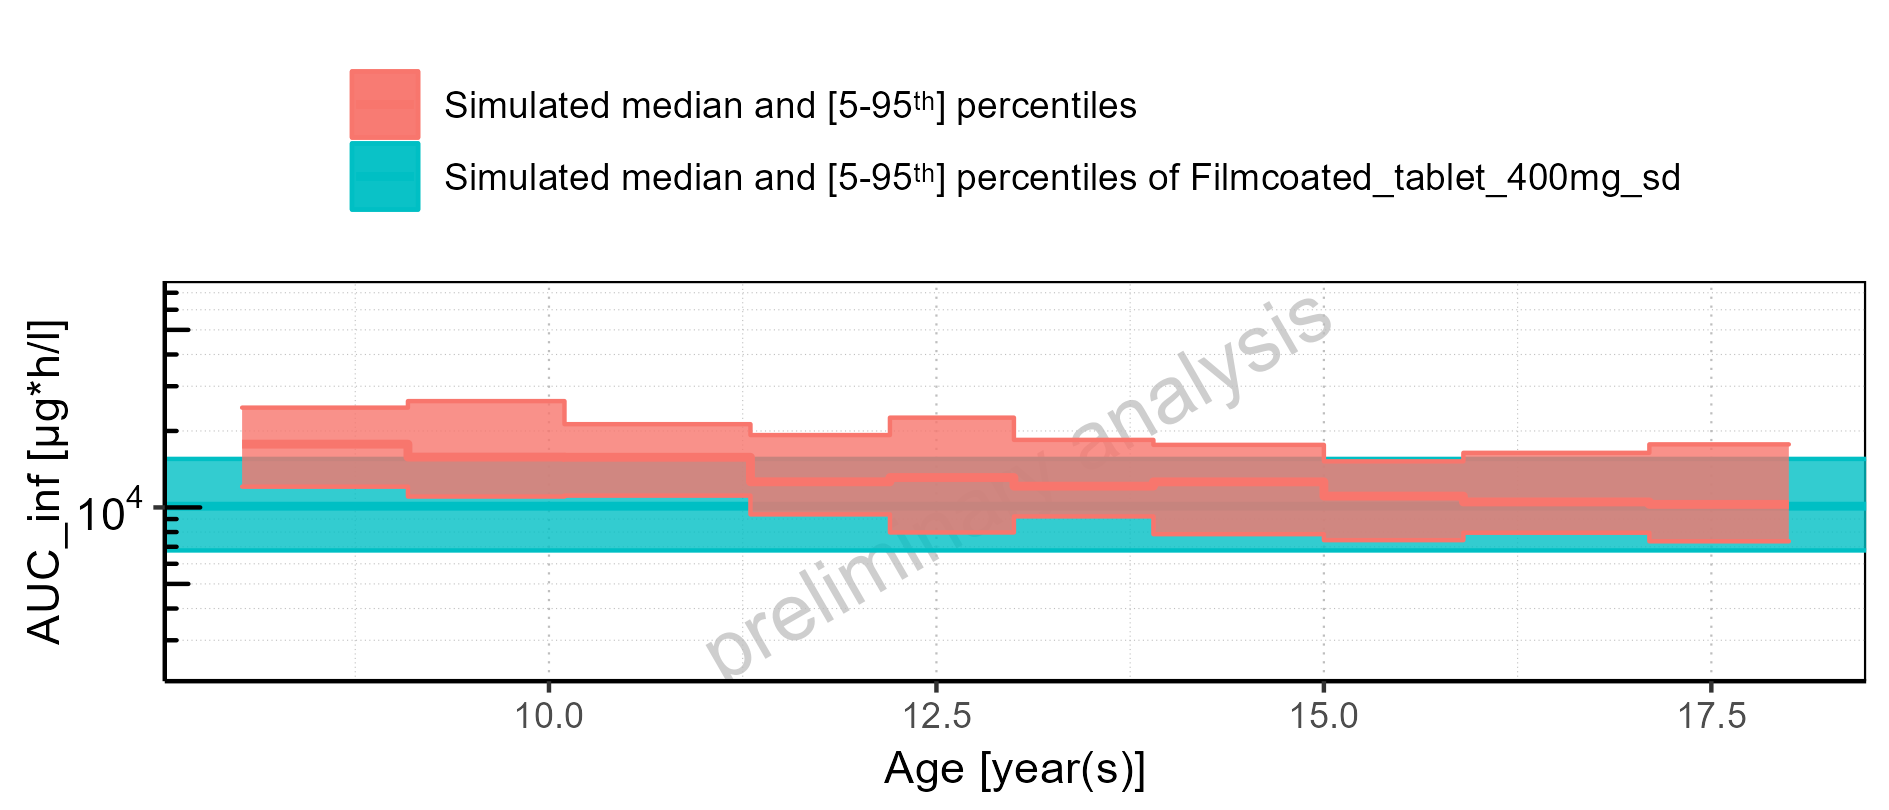 Simulated median and [5-95ᵗʰ] percentiles
Simulated median and [5-95ᵗʰ] percentiles of Filmcoated_tablet_400mg_sd
AUC_inf [µg*h/l]
10⁴
preliminary analysis
10.0 12.5 15.0 17.5
Age [year(s)]